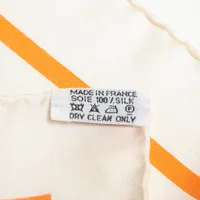 MADE IN FRANCE
SOIE 100% SILK
DRY CLEAN ONLY